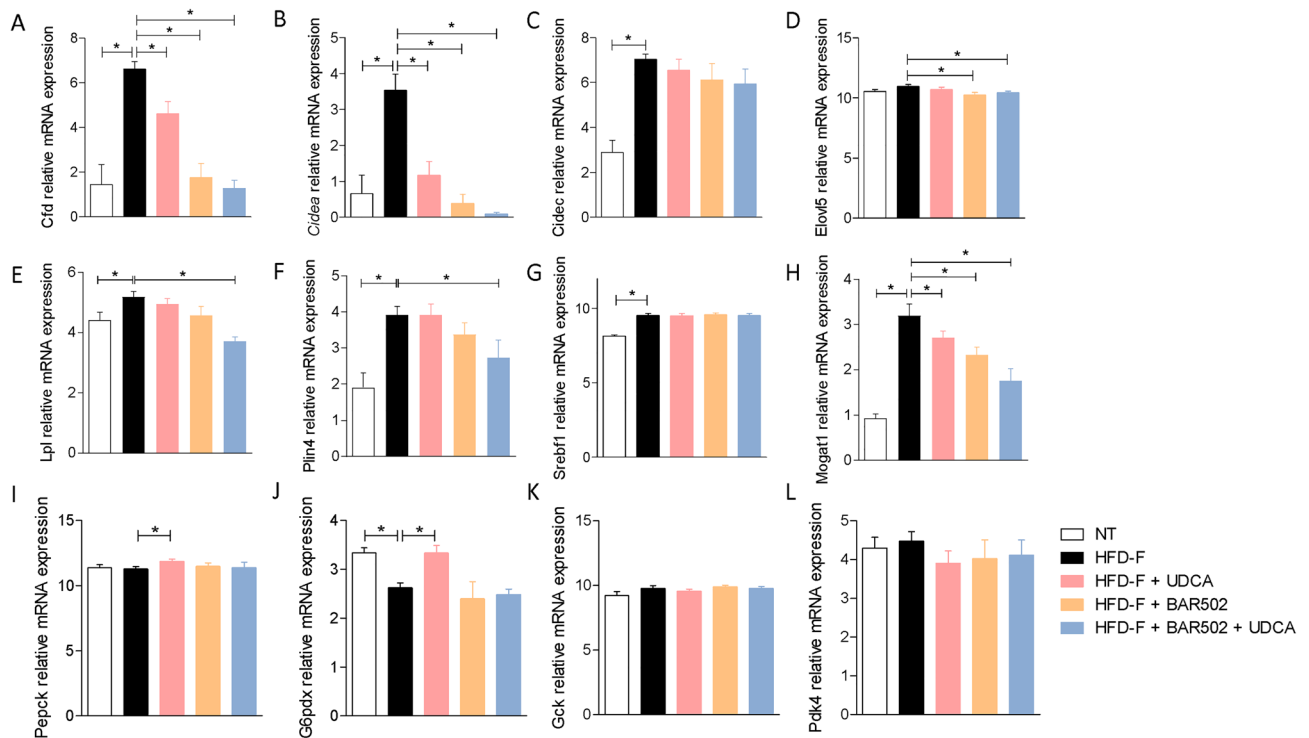 A
Cfd relative mRNA expression
8
6
4
2
0
*
*
*
*
B
Cidea relative mRNA expression
5
4
3
2
1
0
*
*
*
*
C
Cidec relative mRNA expression
8
6
4
2
0
*
D
Elovl5 relative mRNA expression
15
10
5
0
*
*
E
Lpl relative mRNA expression
6
4
2
0
*
*
F
Plin4 relative mRNA expression
5
4
3
2
1
0
*
*
G
Srebf1 relative mRNA expression
15
10
5
0
*
H
Mogat1 relative mRNA expression
4
3
2
1
0
*
*
*
*
I
Pepck relative mRNA expression
15
10
5
0
*
J
G6pdx relative mRNA expression
4
3
2
1
0
*
*
K
Gck relative mRNA expression
15
10
5
0
L
Pdk4 relative mRNA expression
5
4
3
2
1
0
NT
HFD-F
HFD-F + UDCA
HFD-F + BAR502
HFD-F + BAR502 + UDCA